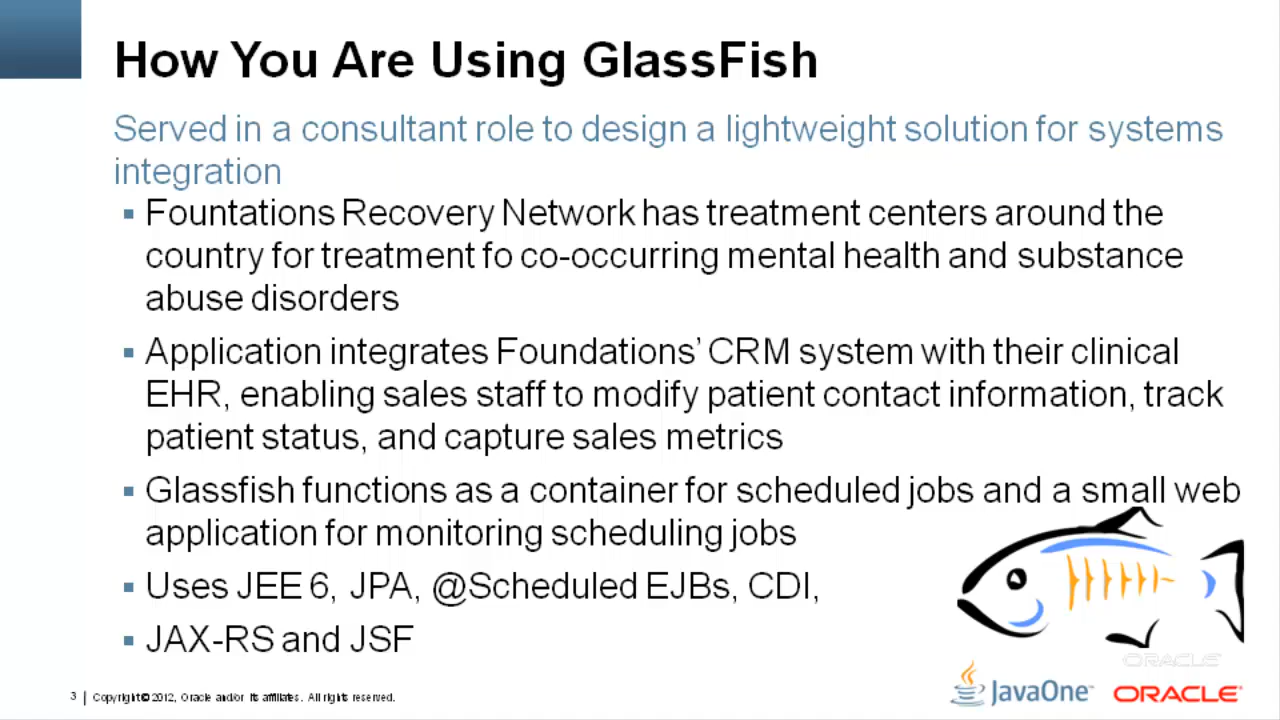 How You Are Using GlassFish
Served in a consultant role to design a lightweight solution for systems
integration
▪ Fountations Recovery Network has treatment centers around the
country for treatment fo co-occurring mental health and substance
abuse disorders
▪ Application integrates Foundations’ CRM system with their clinical
EHR, enabling sales staff to modify patient contact information, track
patient status, and capture sales metrics
▪ Glassfish functions as a container for scheduled jobs and a small web
application for monitoring scheduling jobs
▪ Uses JEE 6, JPA, @Scheduled EJBs, CDI,
▪ JAX-RS and JSF
ORACLE
3 | Copyright © 2012, Oracle and/or its affiliates. All rights reserved.
JavaOne™ ORACLE®